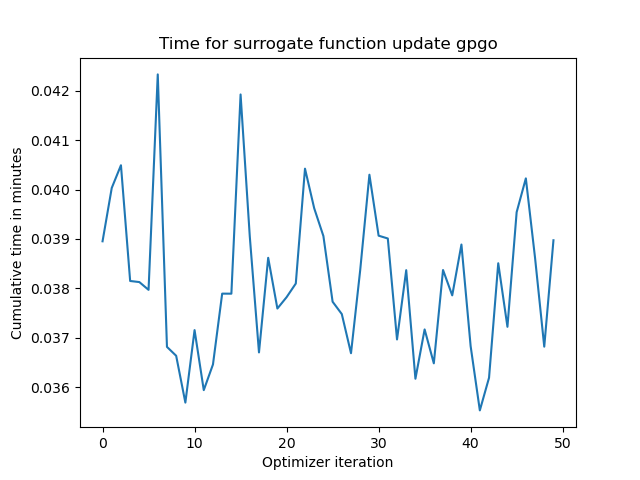 Time for surrogate function update gpgo
Cumulative time in minutes
0.042
0.041
0.040
0.039
0.038
0.037
0.036
0 10 20 30 40 50
Optimizer iteration